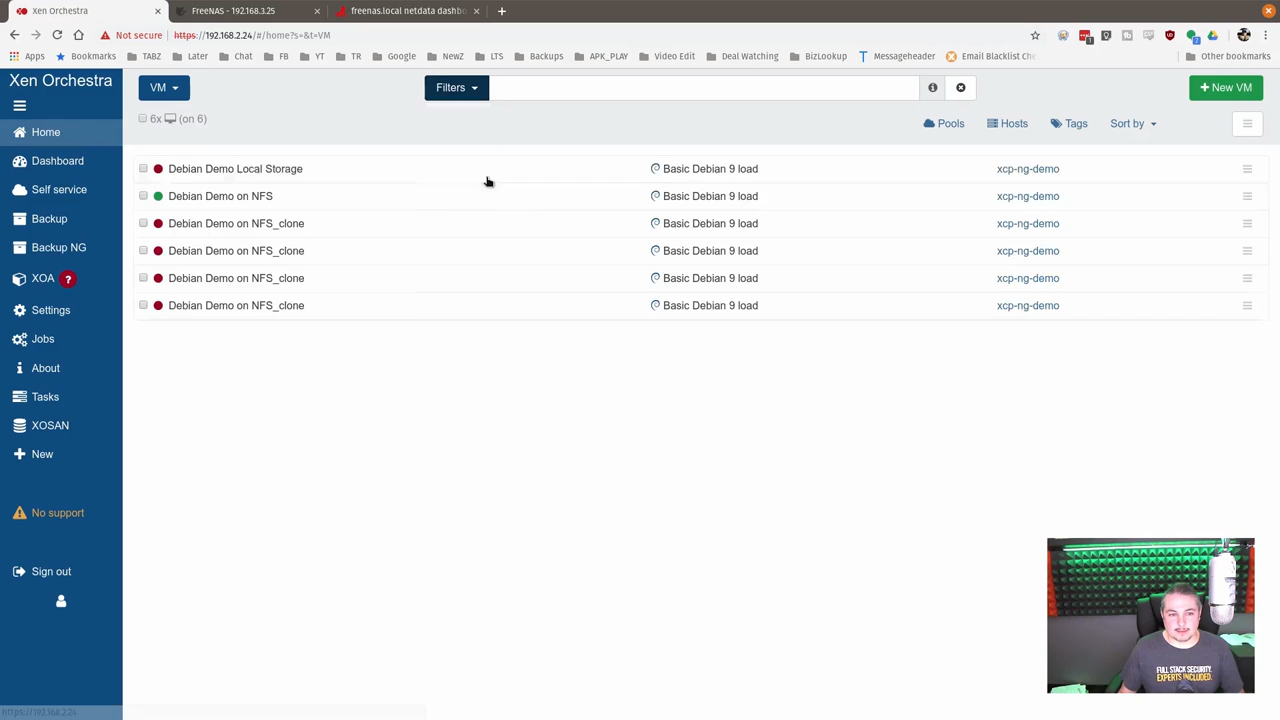 Xen Orchestra
FreeNAS - 192.168.3.25
freenas.local netdata dashbo
Not secure
https://192.168.2.24/#/home?s=&t=VM
Apps
Bookmarks
TABZ
Later
Chat
FB
YT
TR
Google
NewZ
LTS
Backups
APK_PLAY
Video Edit
Deal Watching
BizLookup
Messageheader
Email Blacklist Che
Other bookmarks
Xen Orchestra
VM
Filters
New VM
6x (on 6)
Pools
Hosts
Tags
Sort by
Home
Dashboard
Self service
Backup
Backup NG
XOA ?
Settings
Jobs
About
Tasks
XOSAN
New
No support
Sign out
Debian Demo Local Storage Basic Debian 9 load xcp-ng-demo
Debian Demo on NFS Basic Debian 9 load xcp-ng-demo
Debian Demo on NFS_clone Basic Debian 9 load xcp-ng-demo
Debian Demo on NFS_clone Basic Debian 9 load xcp-ng-demo
Debian Demo on NFS_clone Basic Debian 9 load xcp-ng-demo
Debian Demo on NFS_clone Basic Debian 9 load xcp-ng-demo
FULL STACK SECURITY.
EXPERTS INCLUDED.
https://192.168.2.24